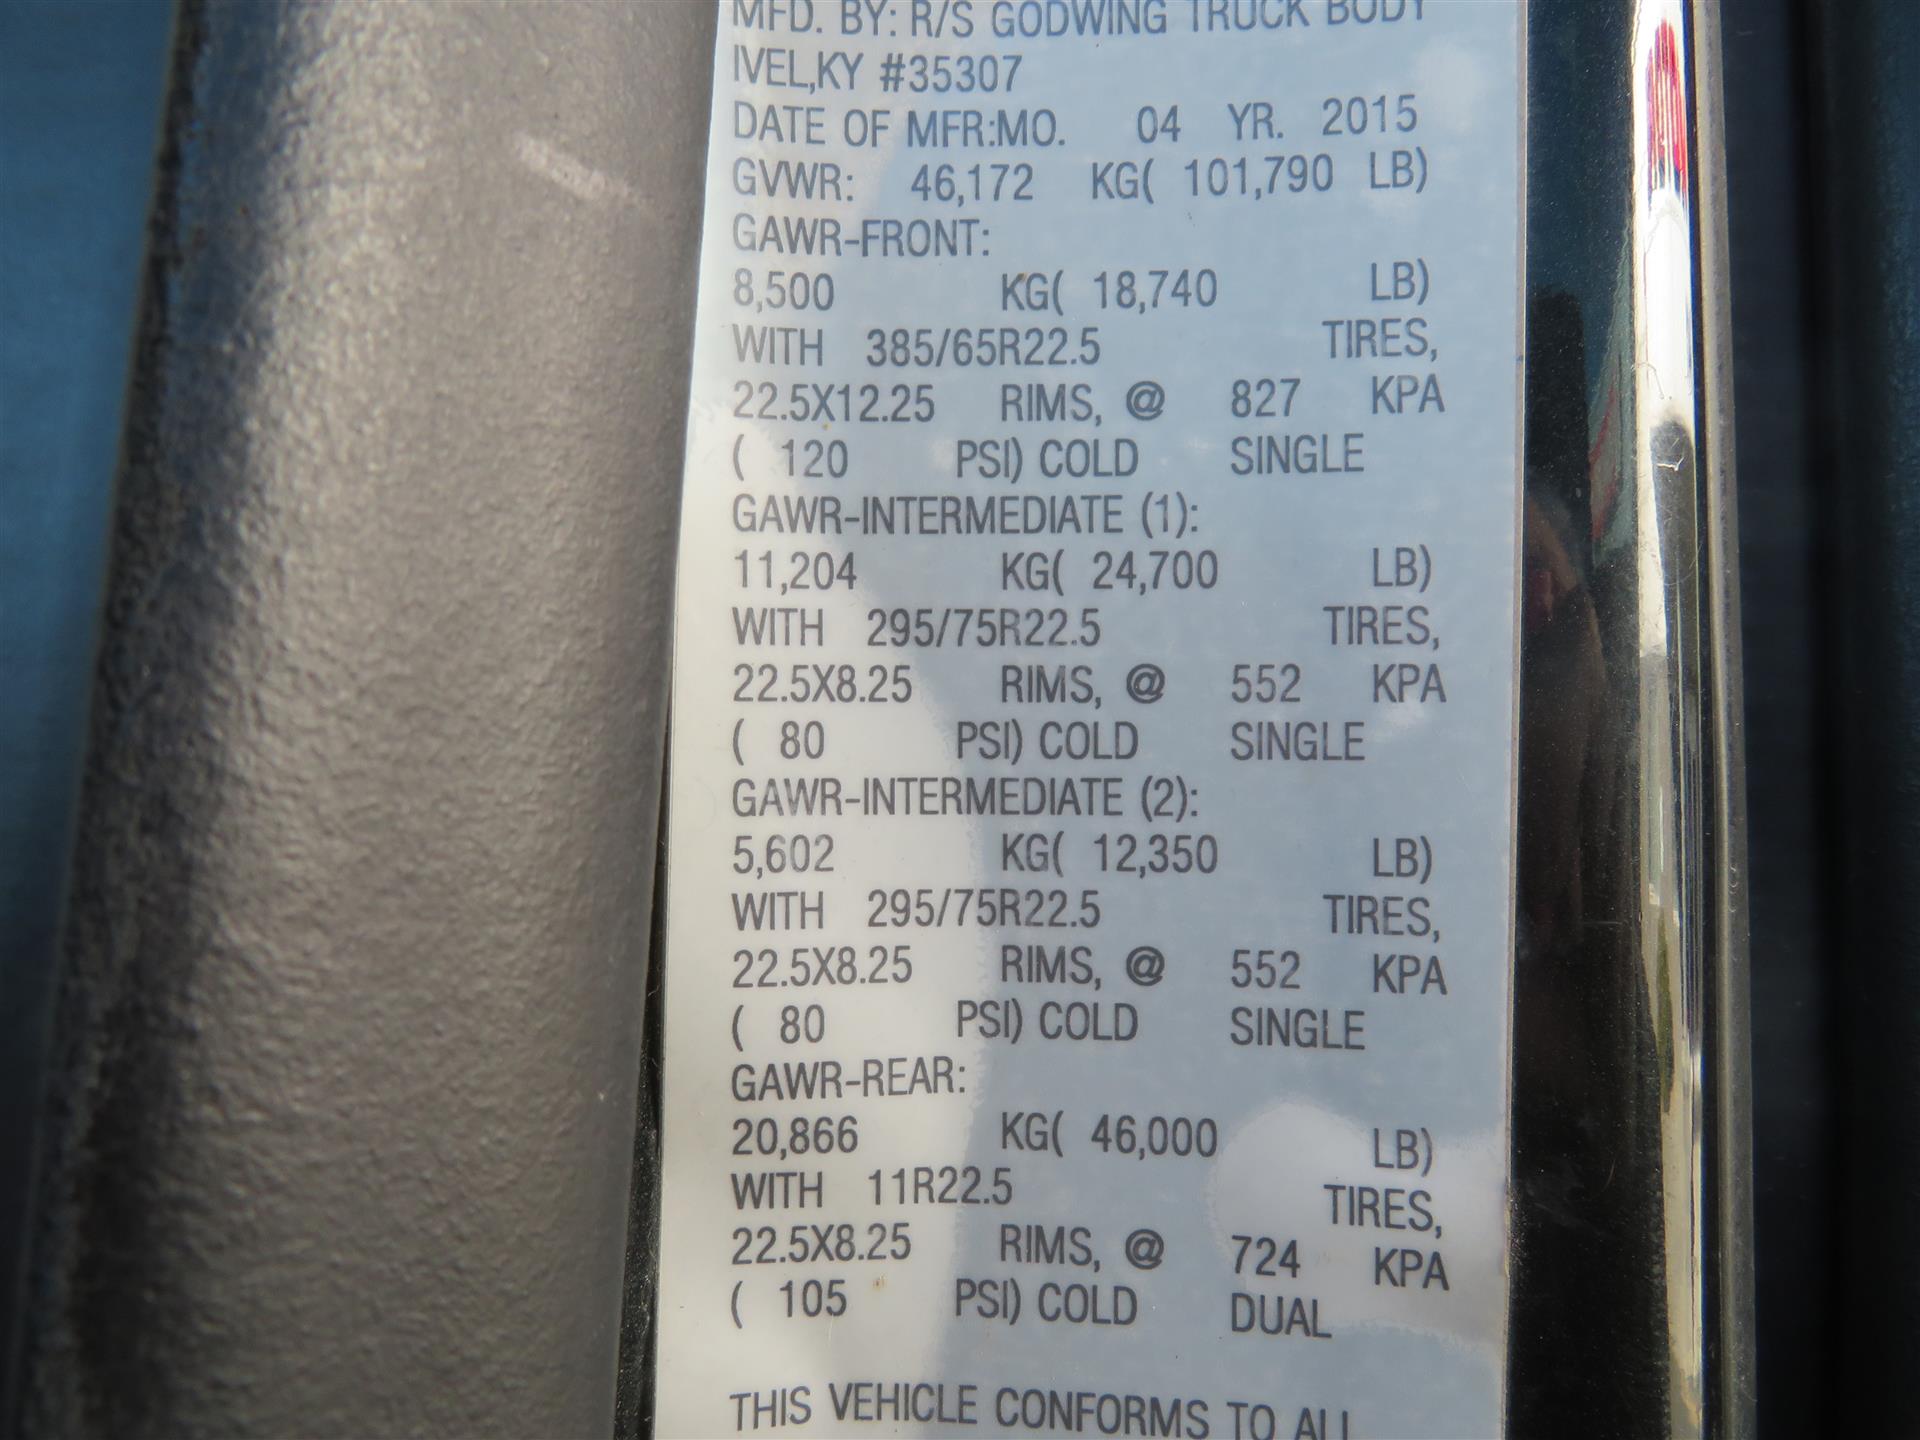 MFD. BY: R/S GODWING TRUCK BODY
IVEL,KY #35307
DATE OF MFR:MO. 04 YR. 2015
GVWR: 46,172 KG( 101,790 LB)
GAWR-FRONT:
8,500 KG( 18,740 LB)
WITH 385/65R22.5 TIRES,
22.5X12.25 RIMS, @ 827 KPA
( 120 PSI) COLD SINGLE
GAWR-INTERMEDIATE (1):
11,204 KG( 24,700 LB)
WITH 295/75R22.5 TIRES,
22.5X8.25 RIMS, @ 552 KPA
( 80 PSI) COLD SINGLE
GAWR-INTERMEDIATE (2):
5,602 KG( 12,350 LB)
WITH 295/75R22.5 TIRES,
22.5X8.25 RIMS, @ 552 KPA
( 80 PSI) COLD SINGLE
GAWR-REAR:
20,866 KG( 46,000 LB)
WITH 11R22.5 TIRES,
22.5X8.25 RIMS, @ 724 KPA
( 105 PSI) COLD DUAL
THIS VEHICLE CONFORMS TO ALL